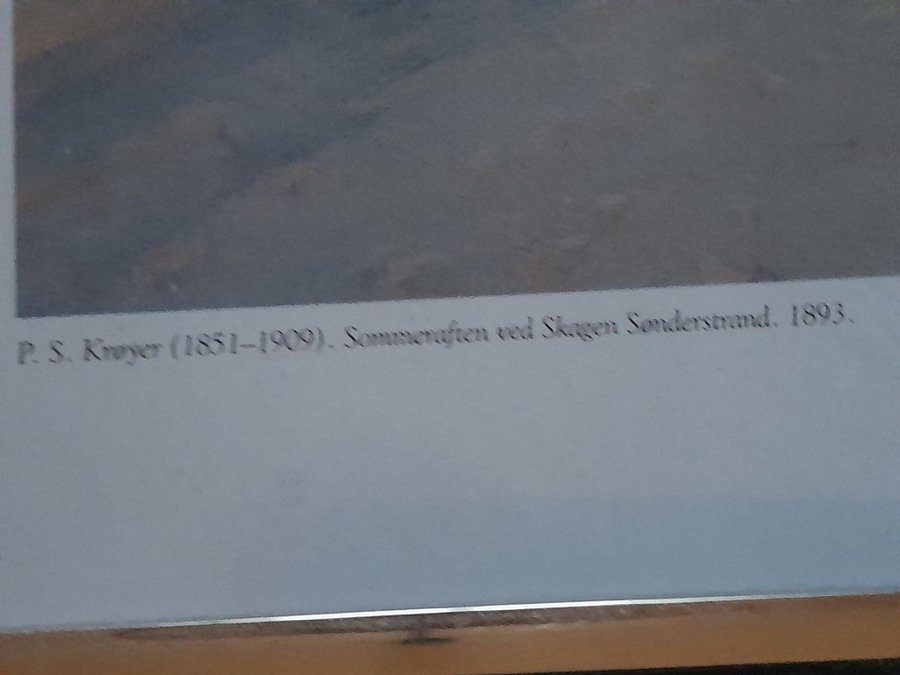 P. S. Krøyer (1851–1909). Sommeraften ved Skagen Sønderstrand. 1893.